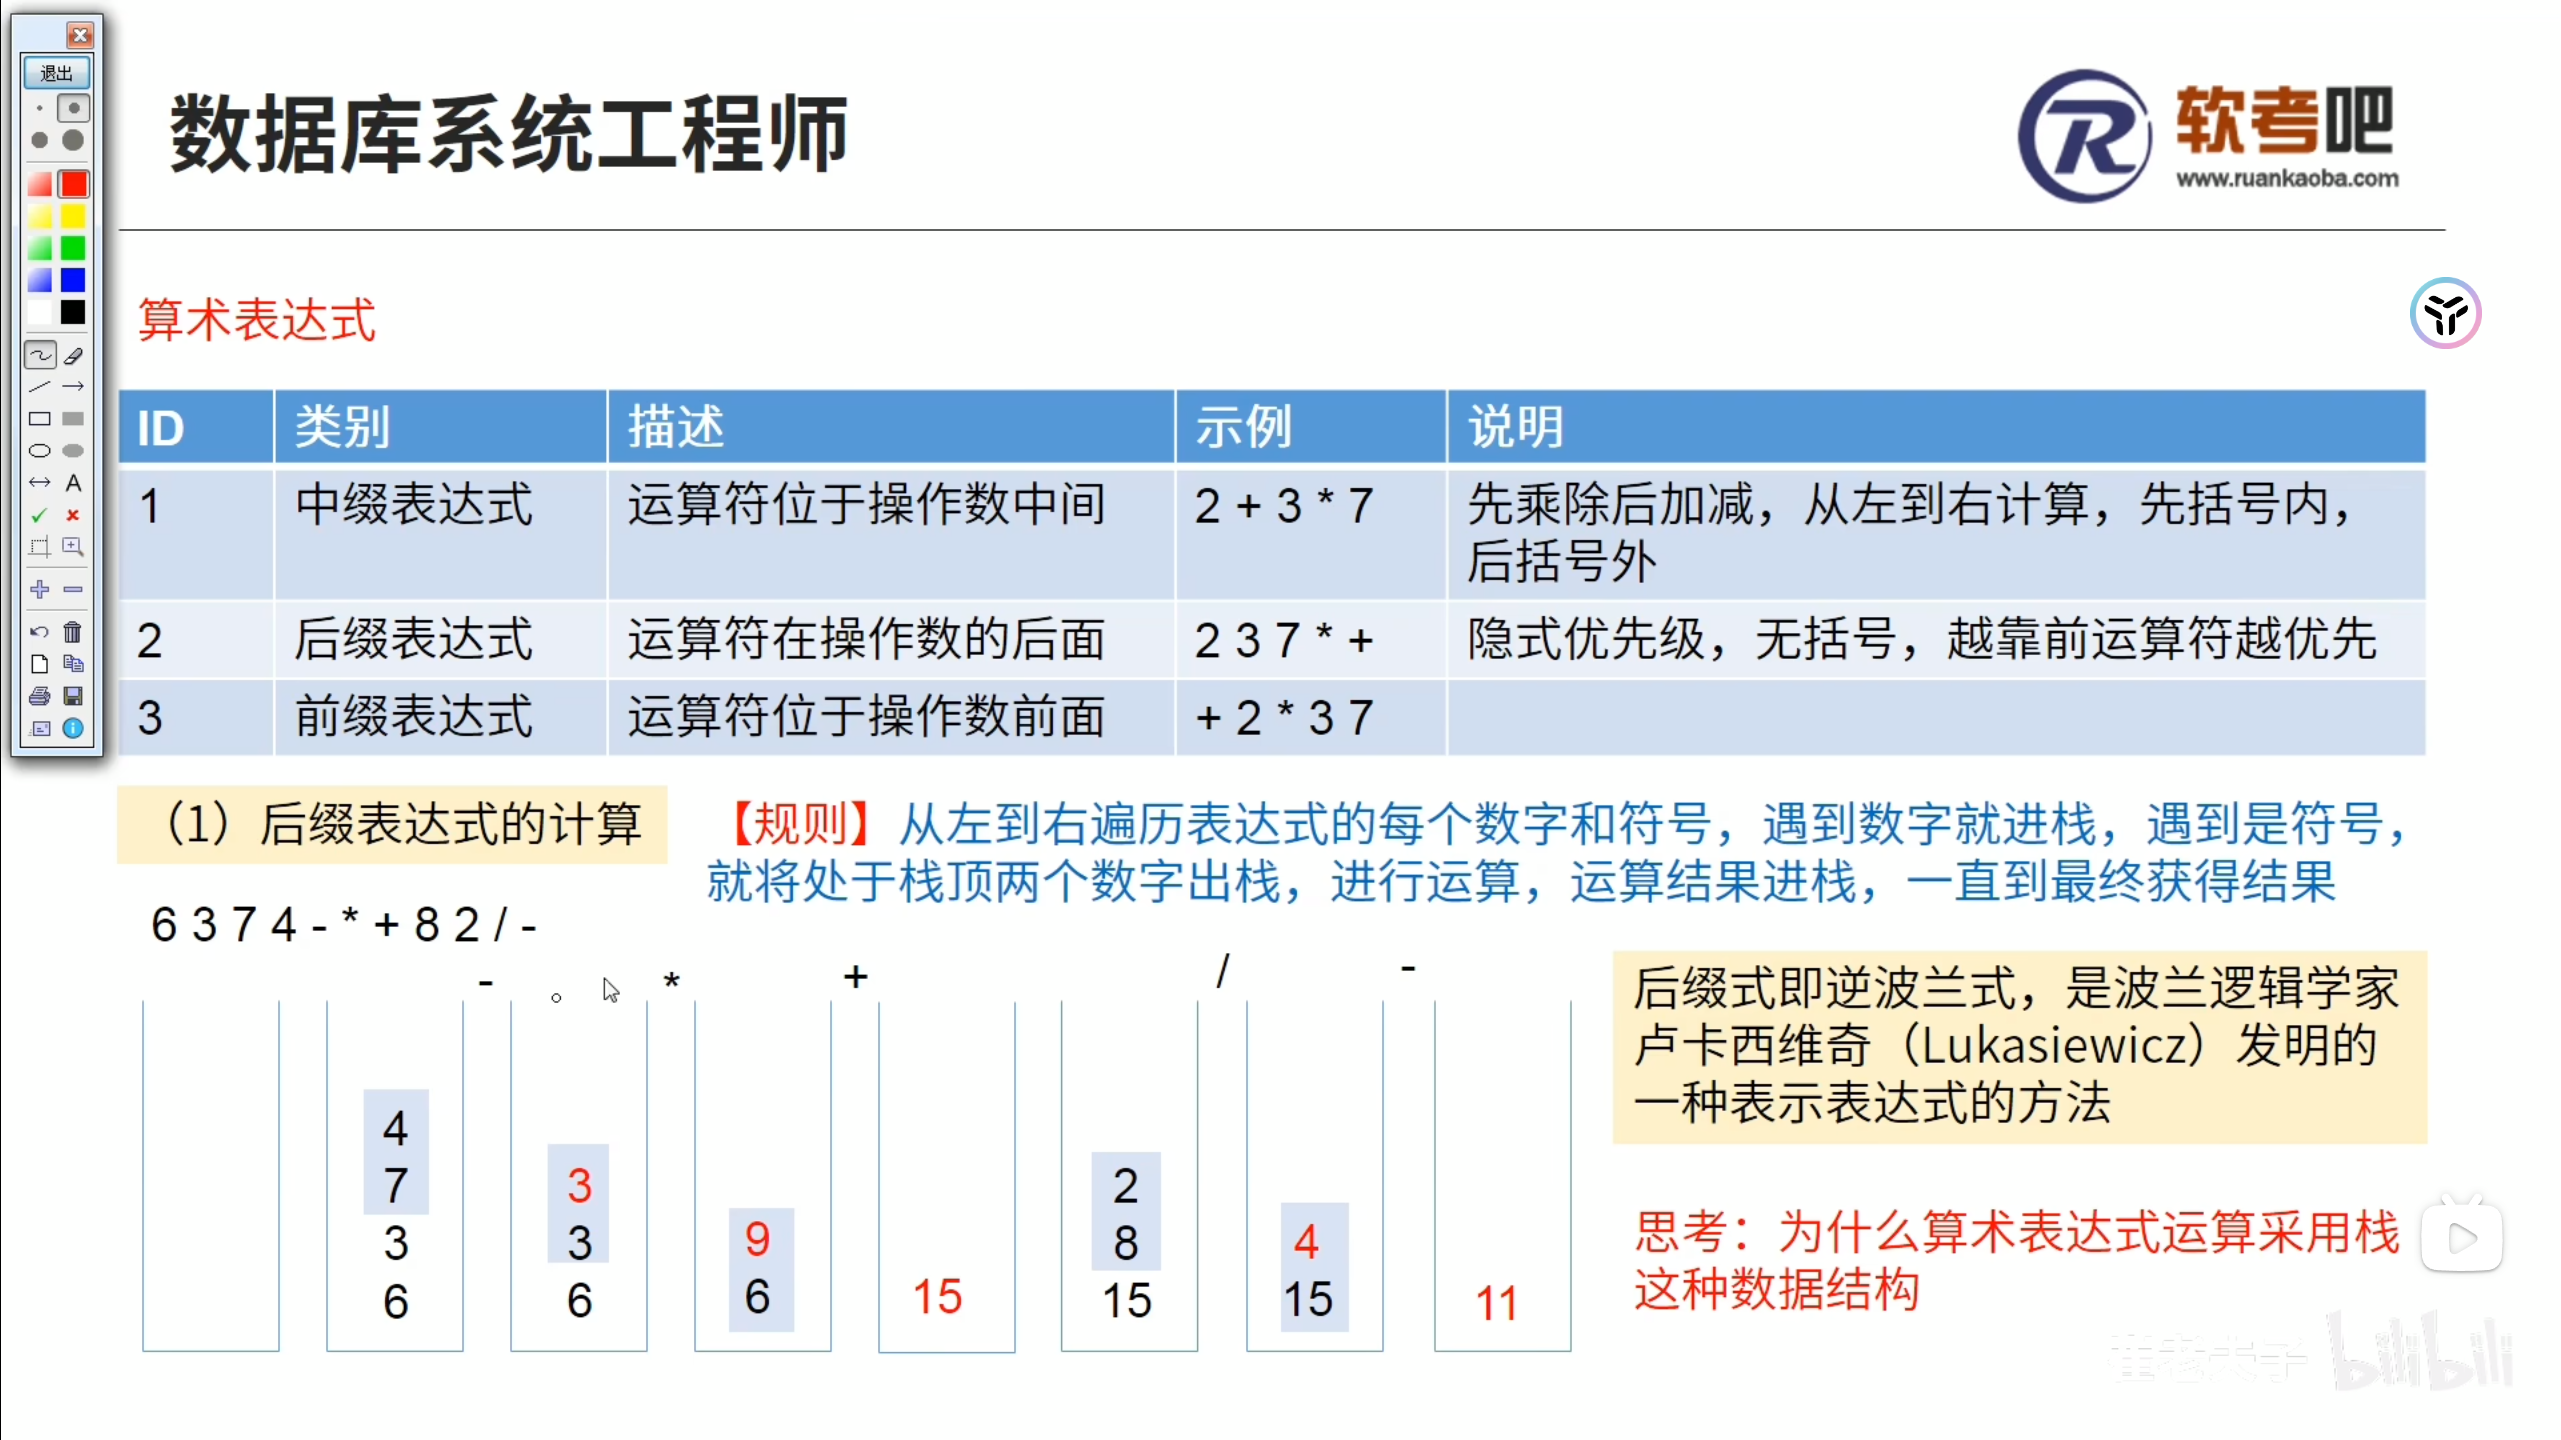 退出
数据库系统工程师
软考吧
www.ruankaoba.com
算术表达式
ID 类别 描述 示例 说明
1 中缀表达式 运算符位于操作数中间 2 + 3 * 7 先乘除后加减，从左到右计算，先括号内，
后括号外
2 后缀表达式 运算符在操作数的后面 2 3 7 * + 隐式优先级，无括号，越靠前运算符越优先
3 前缀表达式 运算符位于操作数前面 + 2 * 3 7
（1）后缀表达式的计算
【规则】从左到右遍历表达式的每个数字和符号，遇到数字就进栈，遇到是符号，
就将处于栈顶两个数字出栈，进行运算，运算结果进栈，一直到最终获得结果
6 3 7 4 - * + 8 2 / -
- 。 * + / -
4
7
3
6
3
3
6
9
6
15
2
8
15
4
15
11
后缀式即逆波兰式，是波兰逻辑学家
卢卡西维奇（Lukasiewicz）发明的
一种表示表达式的方法
思考：为什么算术表达式运算采用栈
这种数据结构
bilibili